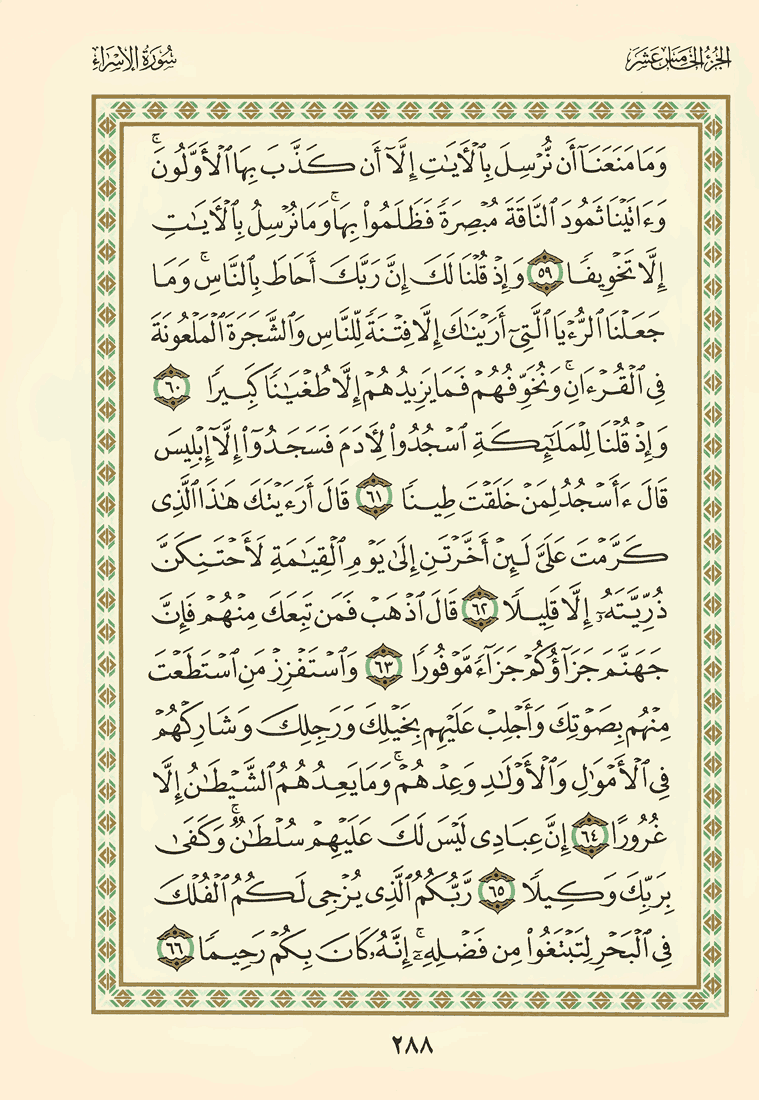 الجزء الخامس عشر
سورة الإسراء
وَمَا مَنَعَنَآ أَن نُّرْسِلَ بِٱلْأَيَٰتِ إِلَّآ أَن كَذَّبَ بِهَا ٱلْأَوَّلُونَ ۚ
وَءَاتَيْنَا ثَمُودَ ٱلنَّاقَةَ مُبْصِرَةً فَظَلَمُوا۟ بِهَا ۚ وَمَا نُرْسِلُ بِٱلْأَيَٰتِ
إِلَّا تَخْوِيفًا ٥٩ وَإِذْ قُلْنَا لَكَ إِنَّ رَبَّكَ أَحَاطَ بِٱلنَّاسِ ۚ وَمَا
جَعَلْنَا ٱلرُّءْيَا ٱلَّتِىٓ أَرَيْنَٰكَ إِلَّا فِتْنَةً لِّلنَّاسِ وَٱلشَّجَرَةَ ٱلْمَلْعُونَةَ
فِى ٱلْقُرْءَانِ ۚ وَنُخَوِّفُهُمْ فَمَا يَزِيدُهُمْ إِلَّا طُغْيَٰنًا كَبِيرًا ٦٠
وَإِذْ قُلْنَا لِلْمَلَٰٓئِكَةِ ٱسْجُدُوا۟ لِأَدَمَ فَسَجَدُوٓا۟ إِلَّآ إِبْلِيسَ
قَالَ ءَأَسْجُدُ لِمَنْ خَلَقْتَ طِينًا ٦١ قَالَ أَرَءَيْتَكَ هَٰذَا ٱلَّذِى
كَرَّمْتَ عَلَىَّ لَئِنْ أَخَّرْتَنِ إِلَىٰ يَوْمِ ٱلْقِيَٰمَةِ لَأَحْتَنِكَنَّ
ذُرِّيَّتَهُۥٓ إِلَّا قَلِيلًا ٦٢ قَالَ ٱذْهَبْ فَمَن تَبِعَكَ مِنْهُمْ فَإِنَّ
جَهَنَّمَ جَزَآؤُكُمْ جَزَآءً مَّوْفُورًا ٦٣ وَٱسْتَفْزِزْ مَنِ ٱسْتَطَعْتَ
مِنْهُم بِصَوْتِكَ وَأَجْلِبْ عَلَيْهِم بِخَيْلِكَ وَرَجِلِكَ وَشَارِكْهُمْ
فِى ٱلْأَمْوَٰلِ وَٱلْأَوْلَٰدِ وَعِدْهُمْ ۚ وَمَا يَعِدُهُمُ ٱلشَّيْطَٰنُ إِلَّا
غُرُورًا ٦٤ إِنَّ عِبَادِى لَيْسَ لَكَ عَلَيْهِمْ سُلْطَٰنٌ ۚ وَكَفَىٰ
بِرَبِّكَ وَكِيلًا ٦٥ رَّبُّكُمُ ٱلَّذِى يُزْجِى لَكُمُ ٱلْفُلْكَ
فِى ٱلْبَحْرِ لِتَبْتَغُوا۟ مِن فَضْلِهِۦٓ ۚ إِنَّهُۥ كَانَ بِكُمْ رَحِيمًا ٦٦
٢٨٨